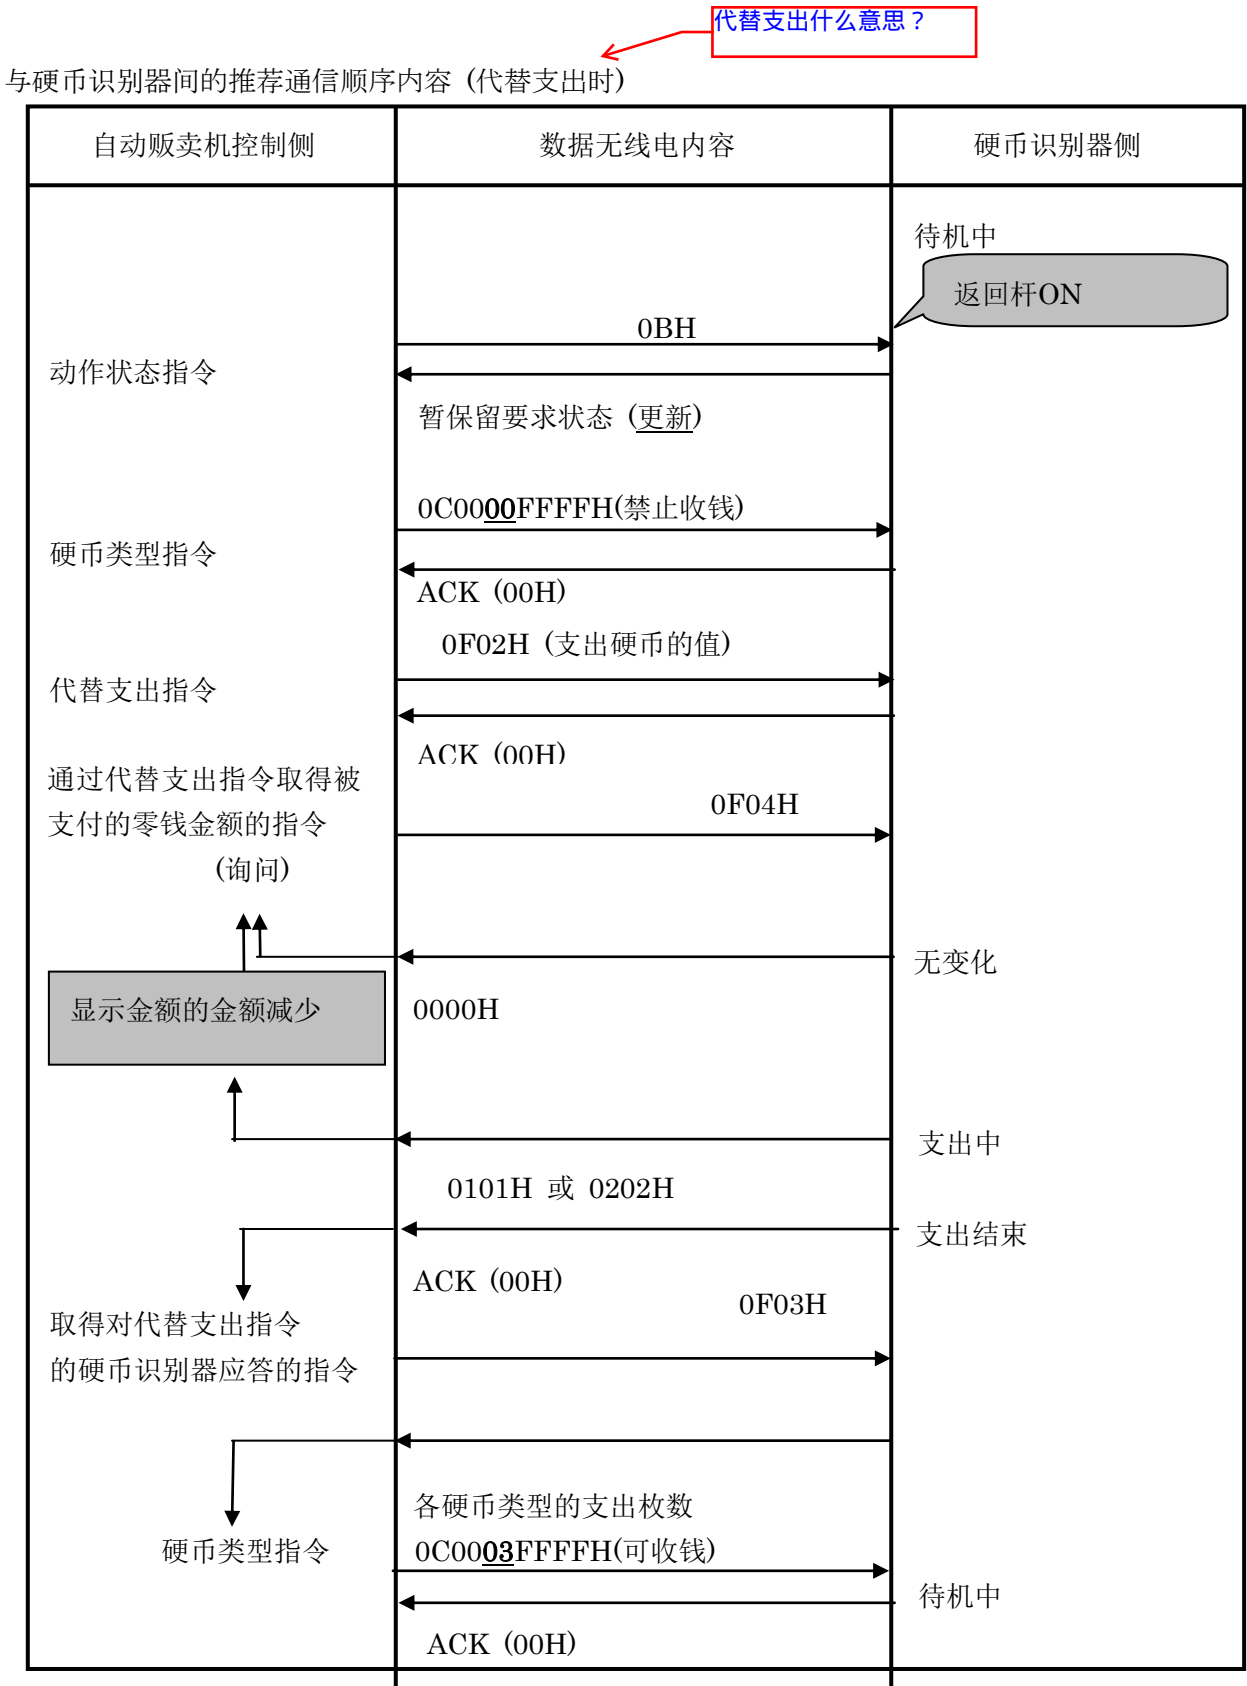 代替支出什么意思？
与硬币识别器间的推荐通信顺序内容 (代替支出时)
自动贩卖机控制侧
数据无线电内容
硬币识别器侧
待机中
返回杆ON
0BH
动作状态指令
暂保留要求状态 (更新)
0C0000FFFFH(禁止收钱)
硬币类型指令
ACK (00H)
0F02H (支出硬币的值)
代替支出指令
ACK (00H)
通过代替支出指令取得被
支付的零钱金额的指令
(询问)
0F04H
无变化
显示金额的金额减少
0000H
支出中
0101H 或 0202H
支出结束
ACK (00H)
0F03H
取得对代替支出指令
的硬币识别器应答的指令
各硬币类型的支出枚数
硬币类型指令
0C0003FFFFH(可收钱)
待机中
ACK (00H)